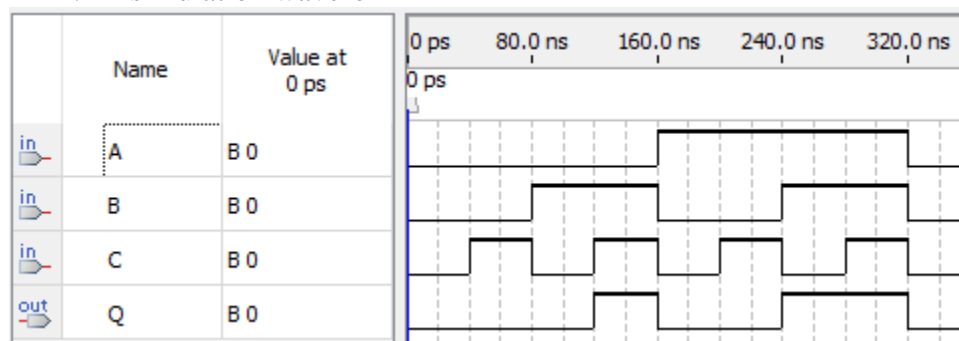 Name
Value at
0 ps
0 ps 80.0 ns 160.0 ns 240.0 ns 320.0 ns
0 ps
in A B 0
in B B 0
in C B 0
out Q B 0